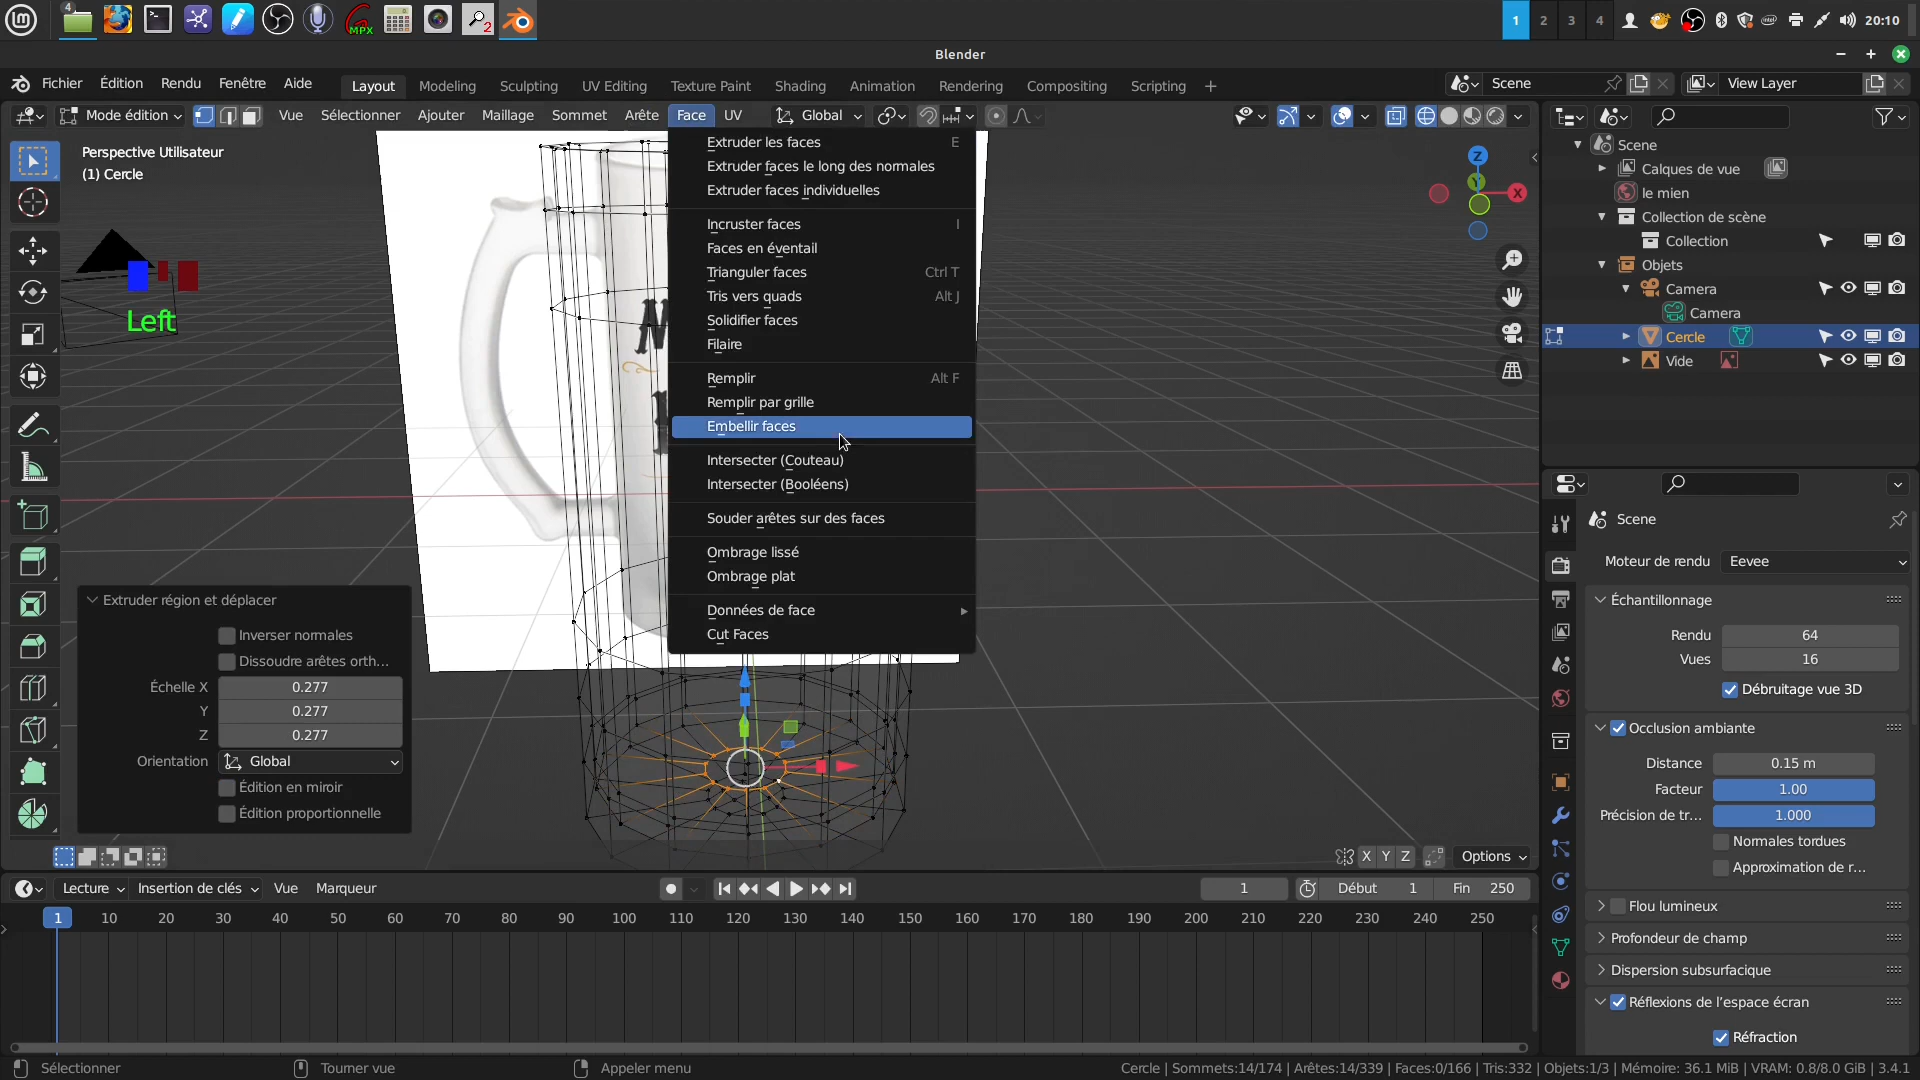 4
MPX
2
1
2
3
4
20:10
Blender
Fichier
Édition
Rendu
Fenêtre
Aide
Layout
Modeling
Sculpting
UV Editing
Texture Paint
Shading
Animation
Rendering
Compositing
Scripting
+
Scene
View Layer
Mode édition
Vue
Sélectionner
Ajouter
Maillage
Sommet
Arête
Face
UV
Global
Perspective Utilisateur
(1) Cercle
Left
Extruder les faces E
Extruder faces le long des normales
Extruder faces individuelles
Incruster faces I
Faces en éventail
Trianguler faces Ctrl T
Tris vers quads Alt J
Solidifier faces
Filaire
Remplir Alt F
Remplir par grille
Embellir faces
Intersecter (Couteau)
Intersecter (Booléens)
Souder arêtes sur des faces
Ombrage lissé
Ombrage plat
Données de face
Cut Faces
Z
Y
X
Extruder région et déplacer
Inverser normales
Dissoudre arêtes orth...
Échelle X 0.277
Y 0.277
Z 0.277
Orientation Global
Édition en miroir
Édition proportionnelle
X Y Z
Options
Scene
Calques de vue
le mien
Collection de scène
Collection
Objets
Camera
Camera
Cercle
Vide
Scene
Moteur de rendu Eevee
Échantillonnage
Rendu 64
Vues 16
Débruitage vue 3D
Occlusion ambiante
Distance 0.15 m
Facteur 1.00
Précision de tr... 1.000
Normales tordues
Approximation de r...
Flou lumineux
Profondeur de champ
Dispersion subsurfacique
Réflexions de l'espace écran
Réfraction
Lecture
Insertion de clés
Vue
Marqueur
1
Début 1
Fin 250
1 10 20 30 40 50 60 70 80 90 100 110 120 130 140 150 160 170 180 190 200 210 220 230 240 250
Sélectionner
Tourner vue
Appeler menu
Cercle | Sommets:14/174 | Arêtes:14/339 | Faces:0/166 | Tris:332 | Objets:1/3 | Mémoire: 36.1 MiB | VRAM: 0.8/8.0 GiB | 3.4.1